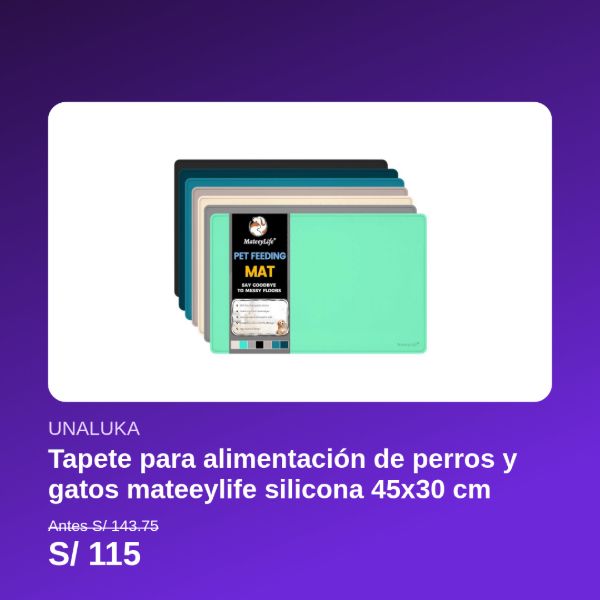 MateeyLife
PET FEEDING
MAT
SAY GOODBYE
TO MESSY FLOORS
MateeyLife
UNALUKA
Tapete para alimentación de perros y
gatos mateeylife silicona 45x30 cm
Antes S/ 143.75
S/ 115